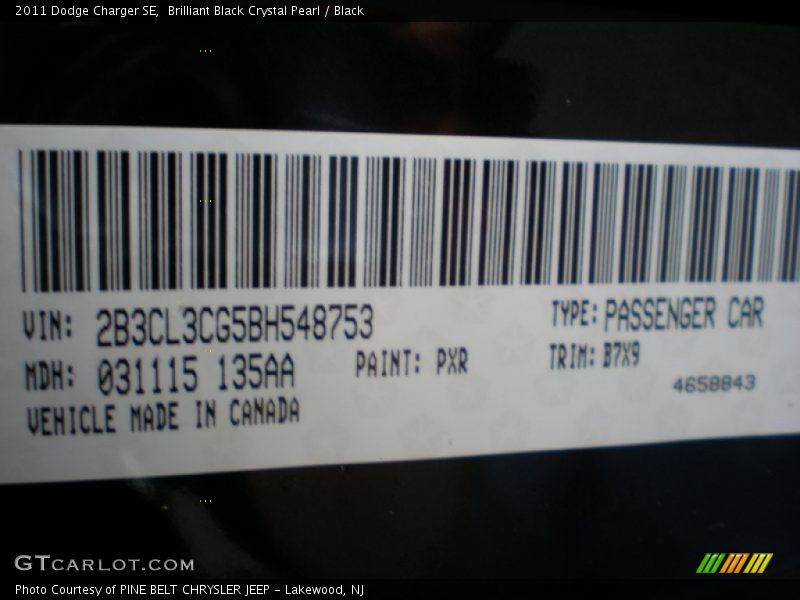 2011 Dodge Charger SE,  Brilliant Black Crystal Pearl / Black
VIN: 2B3CL3CG5BH548753 TYPE: PASSENGER CAR
MDH: 031115 135AA PAINT: PXR TRIM: B7X9
4658843
VEHICLE MADE IN CANADA
GTCARLOT.COM
Photo Courtesy of PINE BELT CHRYSLER JEEP - Lakewood, NJ